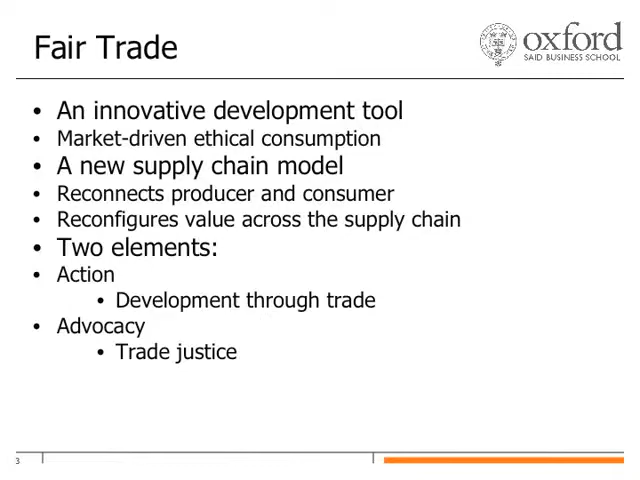 Fair Trade
oxford
SAID BUSINESS SCHOOL
• An innovative development tool
• Market-driven ethical consumption
• A new supply chain model
• Reconnects producer and consumer
• Reconfigures value across the supply chain
• Two elements:
• Action
• Development through trade
• Advocacy
• Trade justice
3